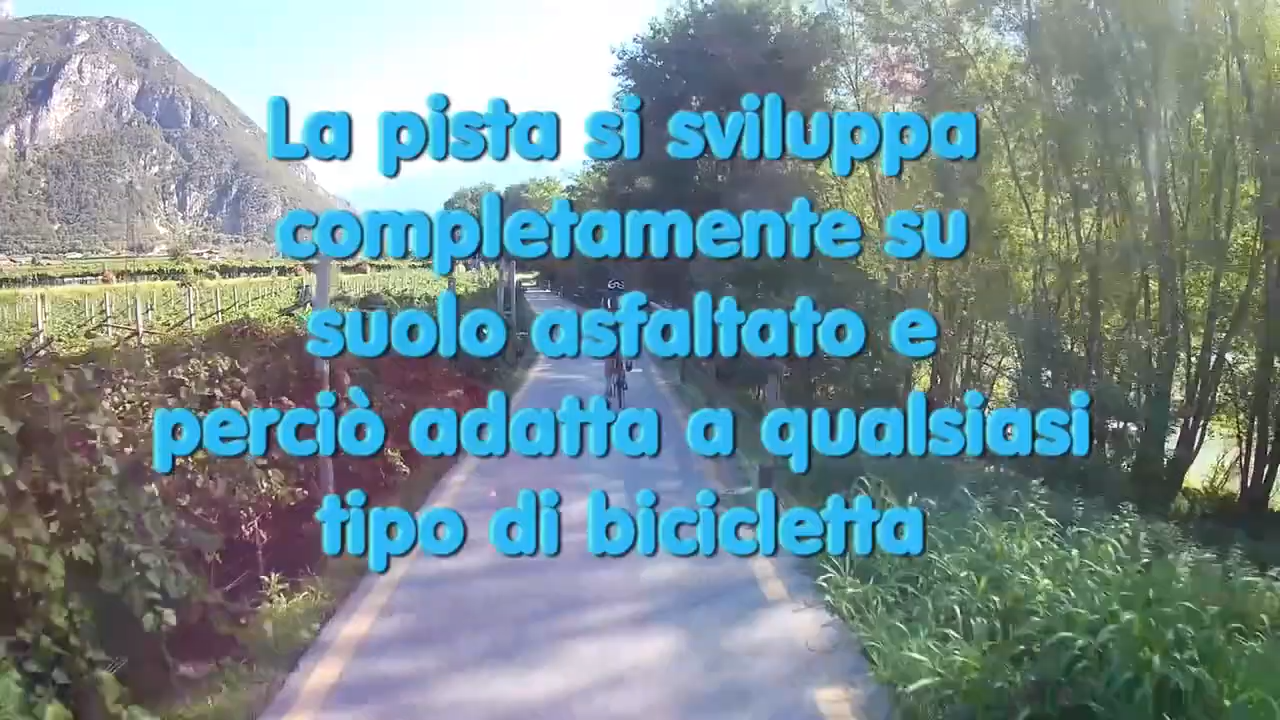 La pista si sviluppa
completamente su
suolo asfaltato e
perciò adatta a qualsiasi
tipo di bicicletta